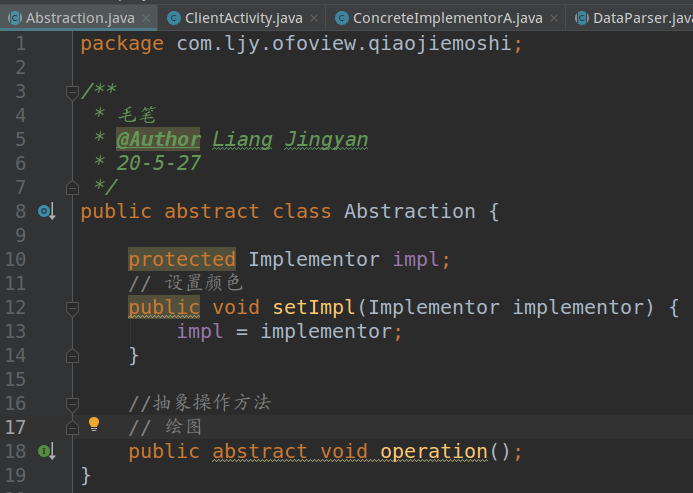 Abstraction.java × ClientActivity.java × ConcreteImplementorA.java × DataParser.java
1 package com.ljy.ofoview.qiaojiemoshi;
2
3 /**
4 * 毛笔
5 * @Author Liang Jingyan
6 * 20-5-27
7 */
8 public abstract class Abstraction {
9
10 protected Implementor impl;
11 // 设置颜色
12 public void setImpl(Implementor implementor) {
13 impl = implementor;
14 }
15
16 //抽象操作方法
17 // 绘图
18 public abstract void operation();
19 }